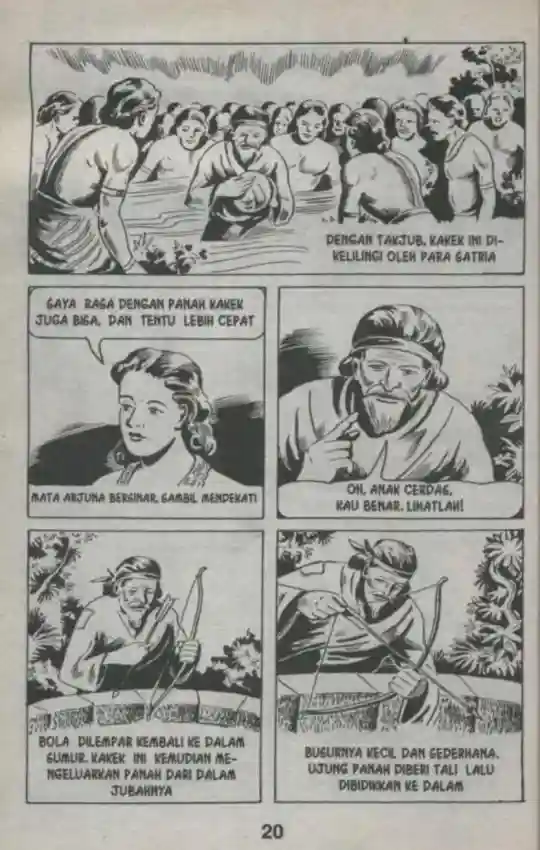 DENGAN TAKJUB, KAKEK INI DI-
KELILINGI OLEH PARA SATRIA
SAYA RASA DENGAN PANAH KAKEK
JUGA BISA, DAN TENTU LEBIH CEPAT
MATA ARJUNA BERSINAR, SAMBIL MENDEKATI
OH, ANAK CERDAS,
KAU BENAR. LIHATLAH!
BOLA DILEMPAR KEMBALI KE DALAM
SUMUR. KAKEK INI KEMUDIAN ME-
NGELUARKAN PANAH DARI DALAM
JUBAHNYA
BUSURNYA KECIL DAN SEDERHANA.
UJUNG PANAH DIBERI TALI LALU
DIBIDIKKAN KE DALAM
20